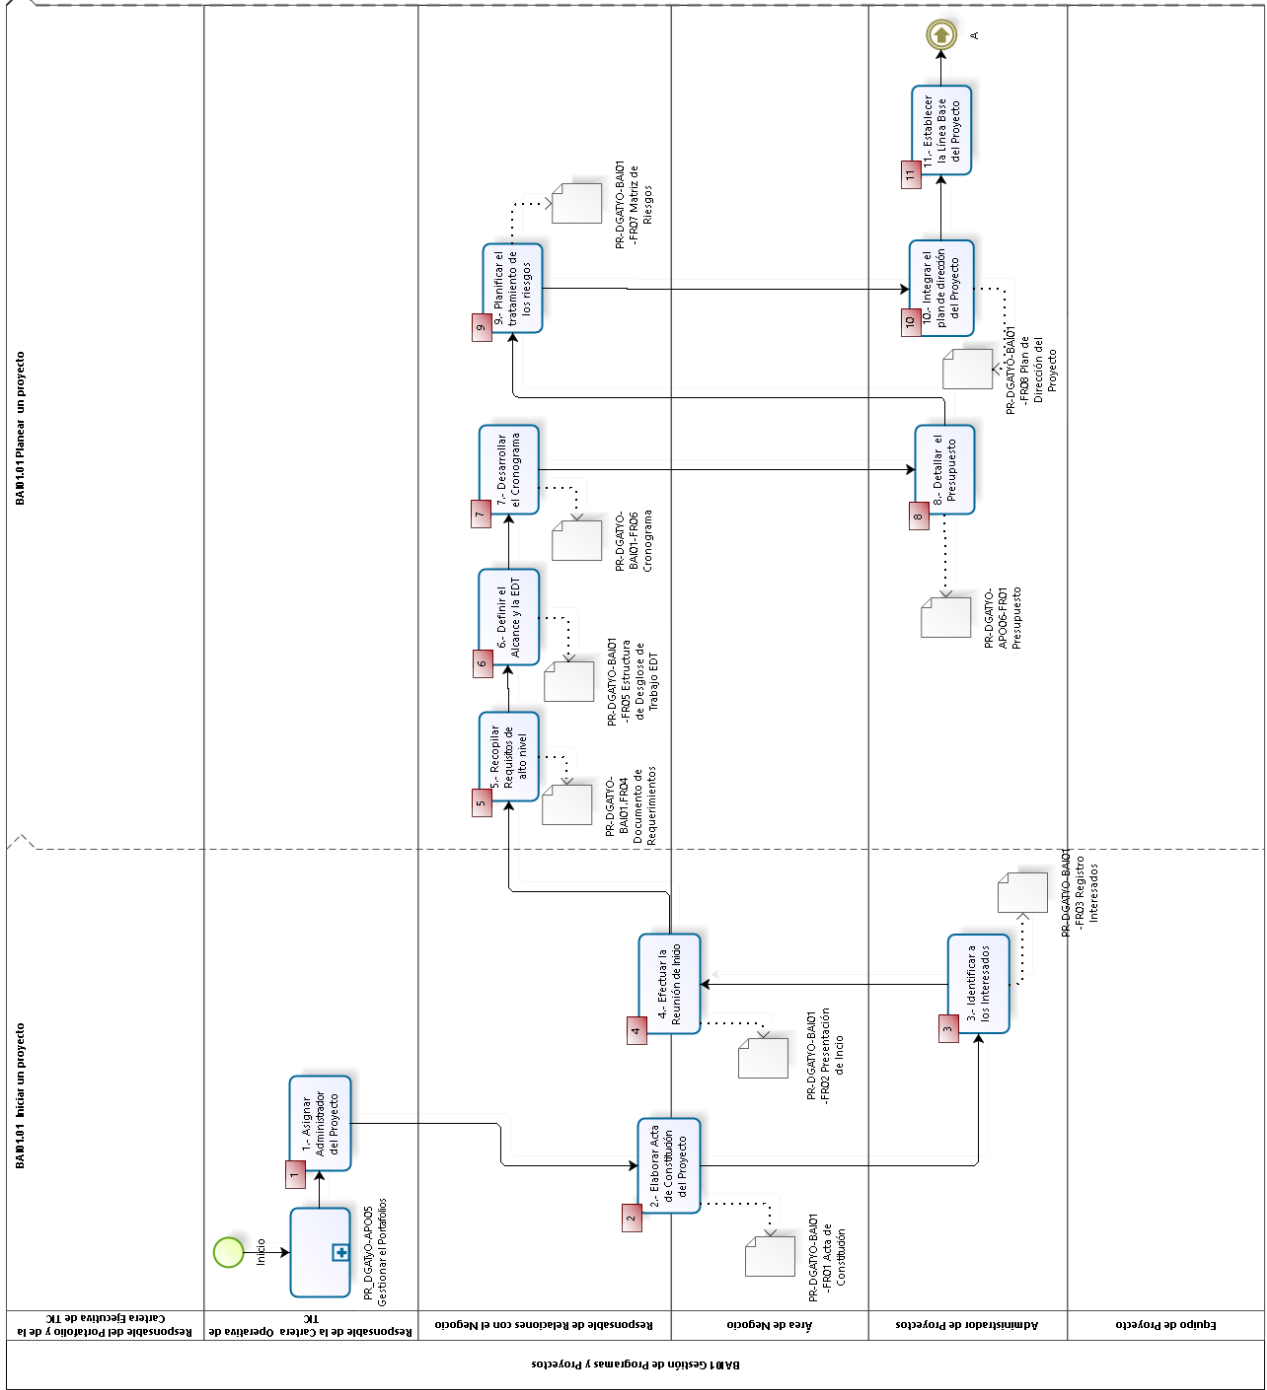 BAI01 Gestión de Programas y Proyectos
Responsable del Portafolio y de la
Cartera Ejecutiva de TIC
Responsable de la Cartera Operativa de
TIC
Responsable de Relaciones con el Negocio
Área de Negocio
Administrador de Proyectos
Equipo de Proyecto
BAI01.01 Iniciar un proyecto
BAI01.01 Planear un proyecto
Inicio
PR_DGATyO-APO05
Gestionar el Portafolios
1
1.- Asignar
Administrador
del Proyecto
2
2.- Elaborar Acta
de Constitución
del Proyecto
PR-DGATYO-BAI01
-FR01 Acta de
Constitución
3
3.- Identificar a
los Interesados
PR-DGATYO-BAI01
-FR03 Registro
Interesados
4
4.- Efectuar la
Reunión de Inicio
PR-DGATYO-BAI01
-FR02 Presentación
de Incio
5
5.- Recopilar
Requisitos de
alto nivel
PR-DGATYO-
BAI01.FR04
Documento de
Requerimientos
6
6.- Definir el
Alcance y la EDT
PR-DGATYO-BAI01
-FR05 Estructura
de Desglose de
Trabajo EDT
7
7.- Desarrollar
el Cronograma
PR-DGATYO-
BAI01-FR06
Cronograma
8
8.- Detallar el
Presupuesto
PR-DGATYO-
APO06-FR01
Presupuesto
9
9.- Planificar el
tratamiento de
los riesgos
PR-DGATYO-BAI01
-FR07 Matriz de
Riesgos
10
10.- Integrar el
plan de dirección
del Proyecto
PR-DGATYO-BAI01
-FR08 Plan de
Dirección del
Proyecto
11
11.- Establecer
la Línea Base
del Proyecto
A